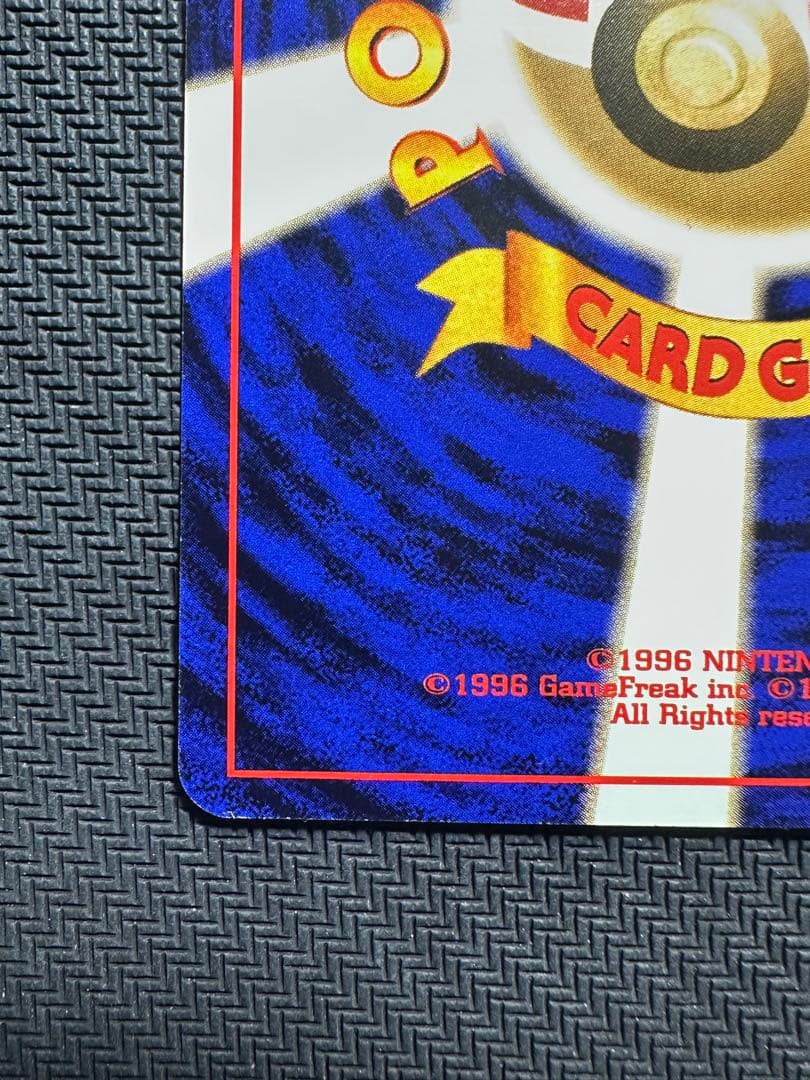 PO
CARD G
©1996 NINTEN
©1996 GameFreak inc. ©1
All Rights rese